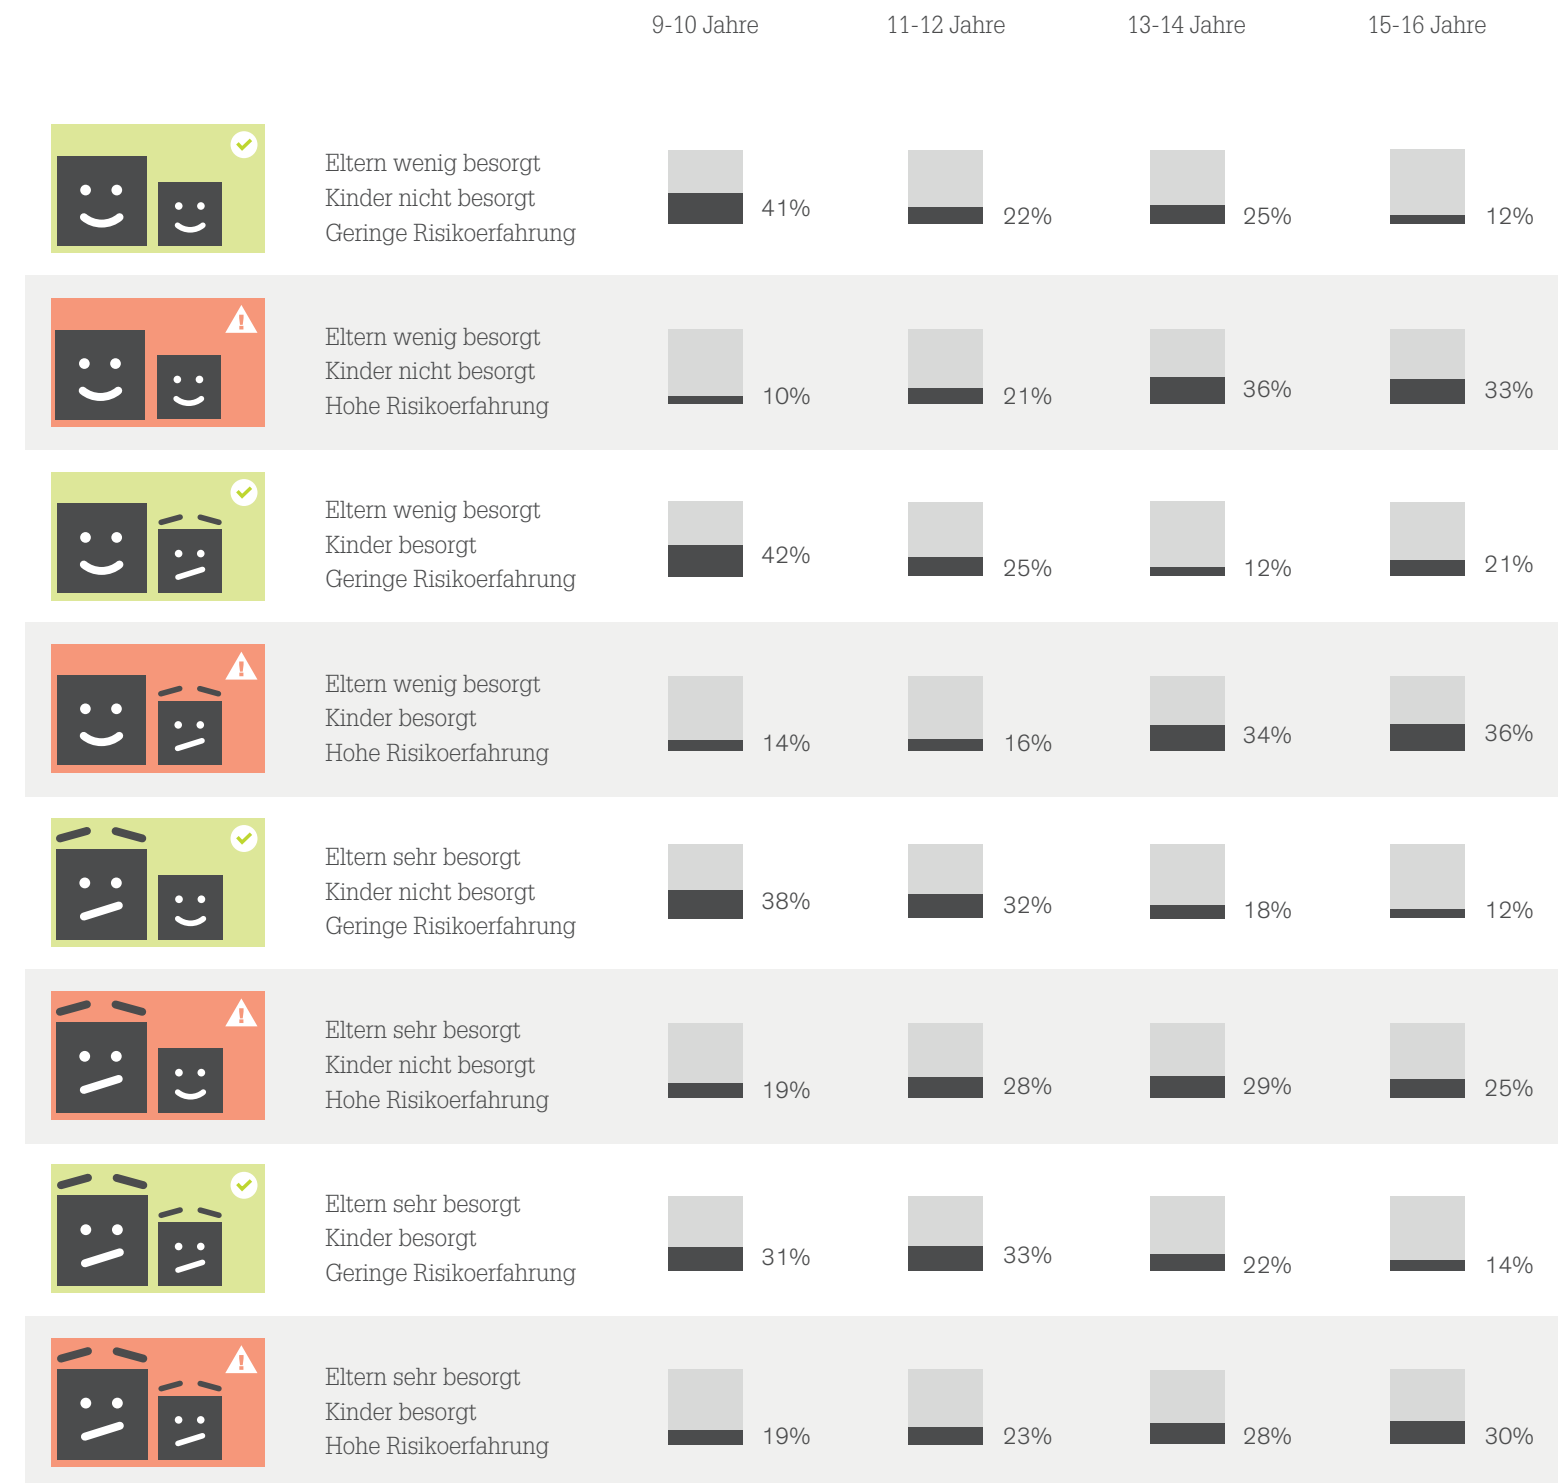 9-10 Jahre 11-12 Jahre 13-14 Jahre 15-16 Jahre
Eltern wenig besorgt
Kinder nicht besorgt
Geringe Risikoerfahrung
41% 22% 25% 12%
Eltern wenig besorgt
Kinder nicht besorgt
Hohe Risikoerfahrung
10% 21% 36% 33%
Eltern wenig besorgt
Kinder besorgt
Geringe Risikoerfahrung
42% 25% 12% 21%
Eltern wenig besorgt
Kinder besorgt
Hohe Risikoerfahrung
14% 16% 34% 36%
Eltern sehr besorgt
Kinder nicht besorgt
Geringe Risikoerfahrung
38% 32% 18% 12%
Eltern sehr besorgt
Kinder nicht besorgt
Hohe Risikoerfahrung
19% 28% 29% 25%
Eltern sehr besorgt
Kinder besorgt
Geringe Risikoerfahrung
31% 33% 22% 14%
Eltern sehr besorgt
Kinder besorgt
Hohe Risikoerfahrung
19% 23% 28% 30%